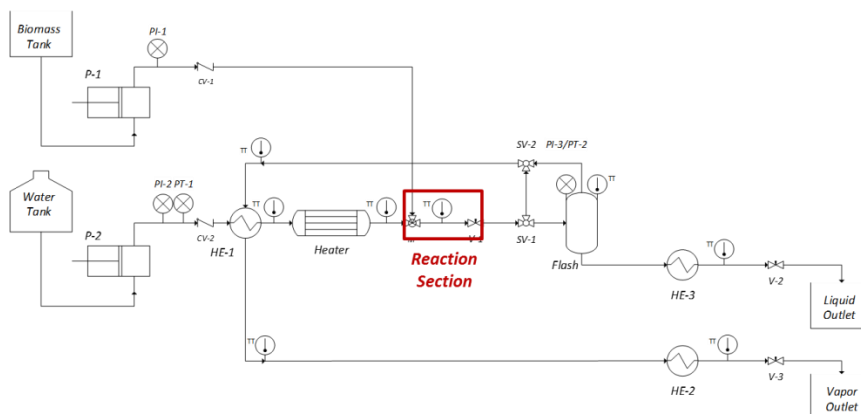 Biomass
Tank
PI-1
P-1
CV-1
SV-2
PI-3/PT-2
TT
TT
Water
Tank
PI-2
PT-1
TT
TT
TT
P-2
CV-2
HE-1
Heater
V-1
SV-1
Reaction
Section
Flash
TT
HE-3
V-2
Liquid
Outlet
TT
TT
HE-2
V-3
Vapor
Outlet